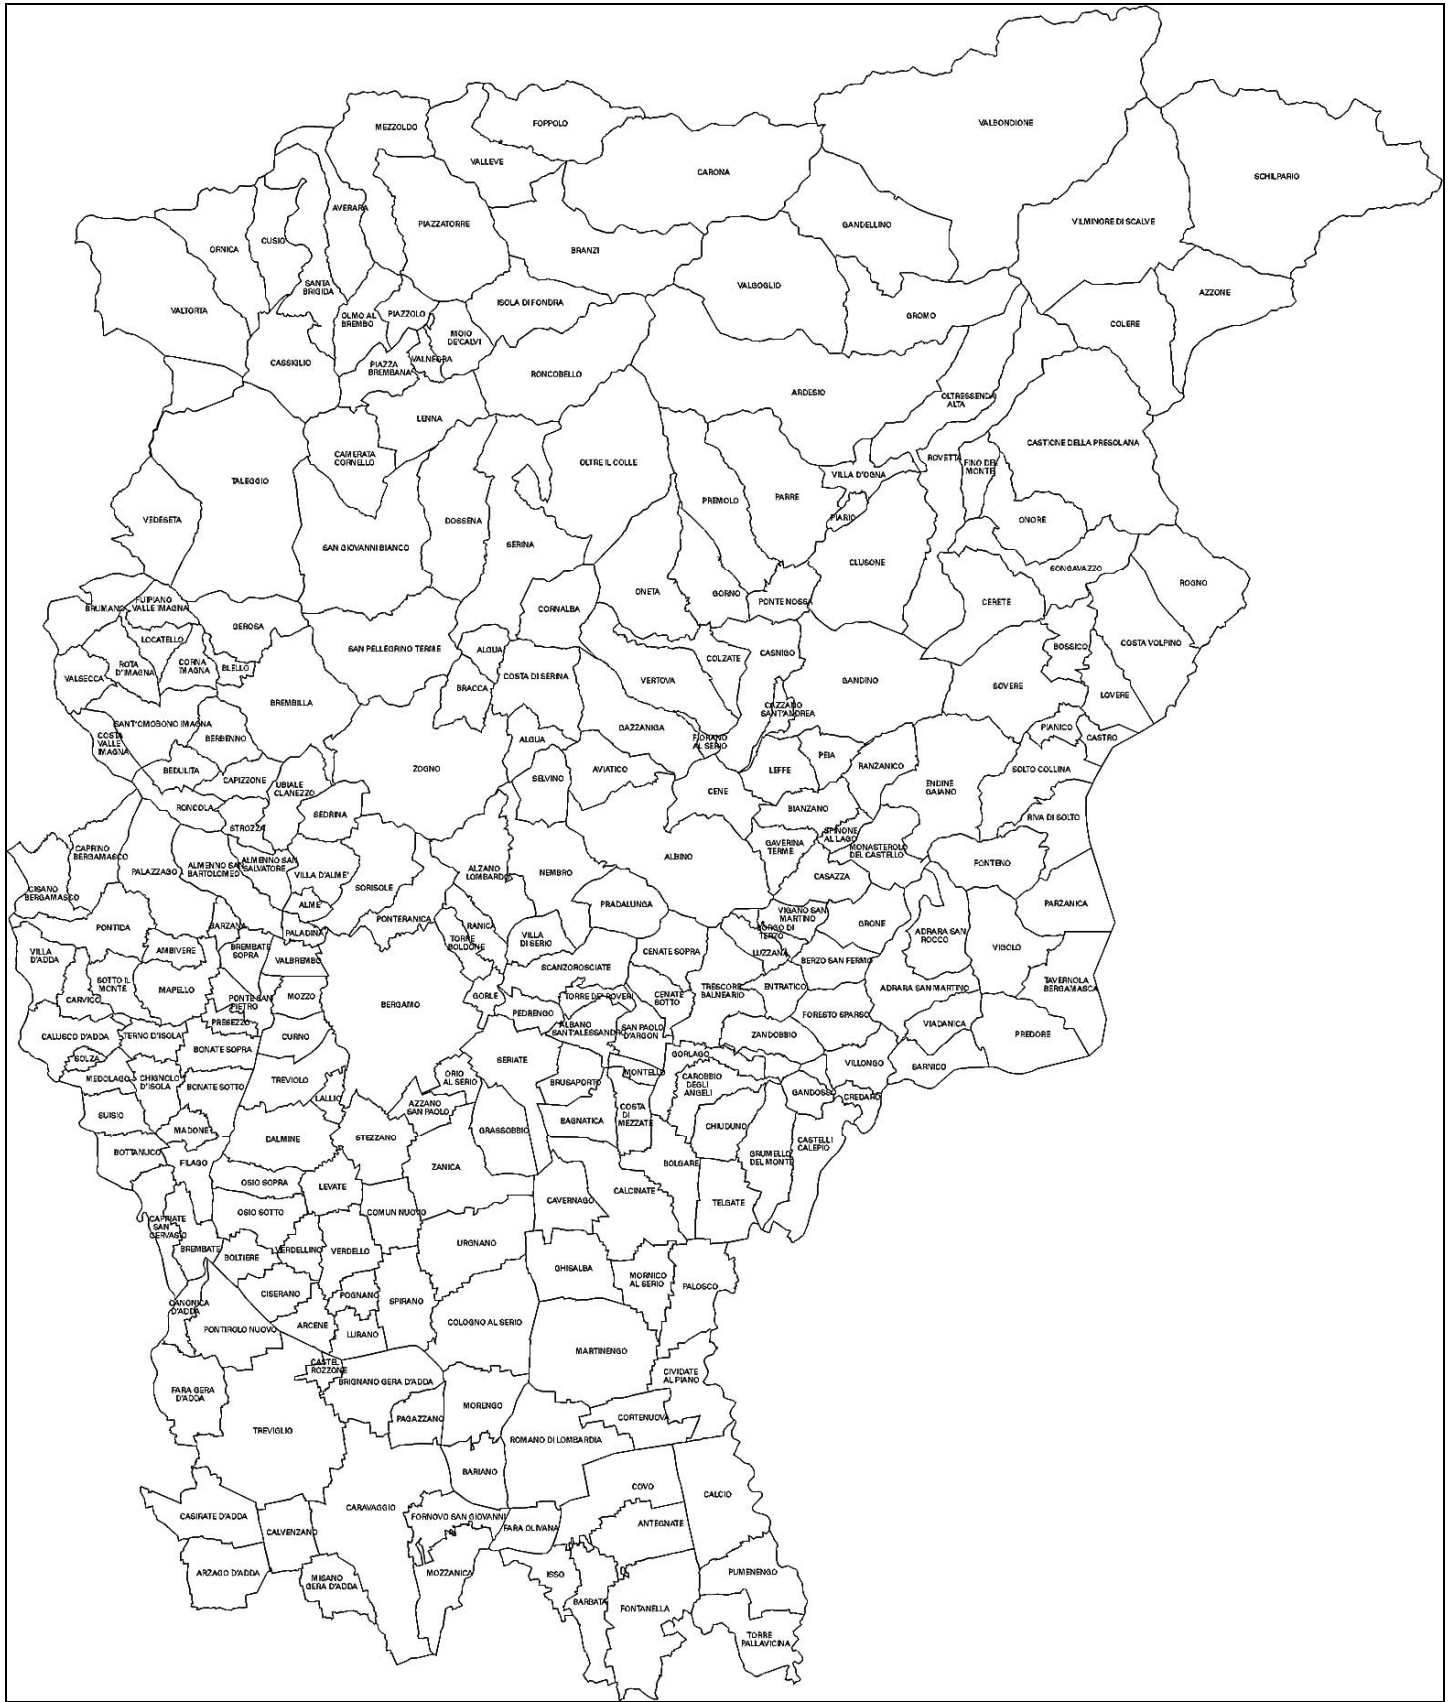 VALBONDIONE
FOPPOLO
MEZZOLDO
VALLEVE
CARONA
SCHILPARIO
AVERARA
VILMINORE DI SCALVE
PIAZZATORRE
GANDELLINO
CUSIO
ORNICA
BRANZI
SANTA
BRIGIDA
VALGOGLIO
AZZONE
ISOLA DI FONDRA
VALTORTA
OLMO AL
BREMBO
PIAZZOLO
GROMO
COLERE
MOIO
DE'CALVI
CASSIGLIO
PIAZZA
BREMBANA
VALNEGRA
RONCOBELLO
ARDESIO
OLTRESSENDA
ALTA
LENNA
CASTIONE DELLA PRESOLANA
CAMERATA
CORNELLO
OLTRE IL COLLE
ROVETTA
FINO DEL
MONTE
VILLA D'OGNA
TALEGGIO
PARRE
PREMOLO
VEDESETA
DOSSENA
PIARIO
ONORE
SAN GIOVANNI BIANCO
SERINA
CLUSONE
SONGAVAZZO
ROGNO
ONETA
GORNO
PONTE NOSSA
CERETE
BRUMANO
FUIPIANO
VALLE IMAGNA
CORNALBA
GEROSA
LOCATELLO
SAN PELLEGRINO TERME
ALGUA
COLZATE
CASNIGO
BOSSICO
COSTA VOLPINO
ROTA
D'IMAGNA
CORNA
IMAGNA
BLELLO
VALSECCA
COSTA DI SERINA
VERTOVA
GANDINO
SOVERE
LOVERE
BRACCA
BREMBILLA
CAZZANO
SANT'ANDREA
SANT'OMOBONO IMAGNA
COSTA
VALLE
IMAGNA
BERBENNO
GAZZANIGA
FIORANO
AL SERIO
PIANICO
CASTRO
ALGUA
BEDULITA
CAPIZZONE
UBIALE
CLANEZZO
ZOGNO
SELVINO
AVIATICO
LEFFE
PEIA
RANZANICO
SOLTO COLLINA
ENDINE
GAIANO
CENE
RONCOLA
SEDRINA
BIANZANO
RIVA DI SOLTO
STROZZA
SPINONE
AL LAGO
CAPRINO
BERGAMASCO
GAVERINA
TERME
MONASTEROLO
DEL CASTELLO
ALBINO
FONTENO
PALAZZAGO
ALMENNO SAN
BARTOLOMEO
ALMENNO SAN
SALVATORE
VILLA D'ALME'
ALZANO
LOMBARDO
NEMBRO
CASAZZA
CISANO
BERGAMASCO
SORISOLE
ALME'
PRADALUNGA
PARZANICA
PONTERANICA
VIGANO SAN
MARTINO
GRONE
PONTICA
BARZANA
PALADINA
RANICA
TORRE
BOLDONE
VILLA
DI SERIO
BORGO DI
TERZO
ADRARA SAN
ROCCO
VIGOLO
VILLA
D'ADDA
AMBIVERE
BREMBATE
SOPRA
VALBREMBO
CENATE SOPRA
LUZZANA
BERZO SAN FERMO
SCANZOROSCIATE
SOTTO IL
MONTE
MAPELLO
TAVERNOLA
BERGAMASCA
TRESCORE
BALNEARIO
ENTRATICO
ADRARA SAN MARTINO
CARVICO
PONTE SAN
PIETRO
MOZZO
BERGAMO
GORLE
TORRE DE' ROVERI
CENATE
SOTTO
PEDRENGO
FORESTO SPARSO
PRESEZZO
ALBANO
SANT'ALESSANDRO
SAN PAOLO
D'ARGON
VIADANICA
PREDORE
CALUSCO D'ADDA
TERNO D'ISOLA
CURNO
ZANDOBBIO
BONATE SOPRA
SOLZA
SERIATE
GORLAGO
VILLONGO
SARNICO
MEDOLAGO
CHIGNOLO
D'ISOLA
BONATE SOTTO
TREVIOLO
ORIO
AL SERIO
BRUSAPORTO
MONTELLO
CAROBBIO
DEGLI
ANGELI
LALLIO
GANDOSSO
CREDARO
SUISIO
AZZANO
SAN PAOLO
COSTA
DI
MEZZATE
BAGNATICA
MADONE
DALMINE
STEZZANO
GRASSOBBIO
CHIUDUNO
CASTELLI
CALEPIO
BOTTANUCO
FILAGO
ZANICA
BOLGARE
GRUMELLO
DEL MONTE
OSIO SOPRA
LEVATE
CAVERNAGO
CALCINATE
TELGATE
OSIO SOTTO
COMUN NUOVO
CAPRIATE
SAN
GERVASIO
BREMBATE
BOLTIERE
VERDELLINO
VERDELLO
URGNANO
GHISALBA
MORNICO
AL SERIO
PALOSCO
CISERANO
POGNANO
SPIRANO
CANONICA
D'ADDA
PONTIROLO NUOVO
ARCENE
LURANO
COLOGNO AL SERIO
MARTINENGO
CASTEL
ROZZONE
BRIGNANO GERA D'ADDA
CIVIDATE
AL PIANO
FARA GERA
D'ADDA
MORENGO
PAGAZZANO
CORTENUOVA
TREVIGLIO
ROMANO DI LOMBARDIA
BARIANO
COVO
CALCIO
CARAVAGGIO
CASIRATE D'ADDA
FORNOVO SAN GIOVANNI
FARA OLIVANA
ANTEGNATE
CALVENZANO
ARZAGO D'ADDA
MISANO
GERA D'ADDA
MOZZANICA
ISSO
PUMENENGO
BARBATA
FONTANELLA
TORRE
PALLAVICINA